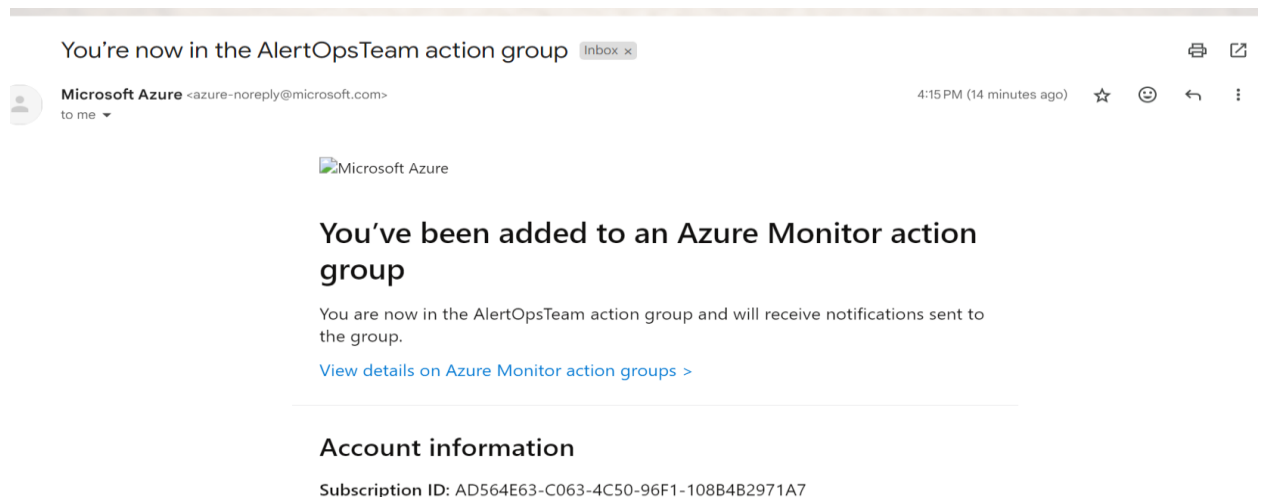 You're now in the AlertOpsTeam action group Inbox x
Microsoft Azure <azure-noreply@microsoft.com> 4:15 PM (14 minutes ago)
to me
Microsoft Azure
You've been added to an Azure Monitor action
group
You are now in the AlertOpsTeam action group and will receive notifications sent to
the group.
View details on Azure Monitor action groups >
Account information
Subscription ID: AD564E63-C063-4C50-96F1-108B4B2971A7